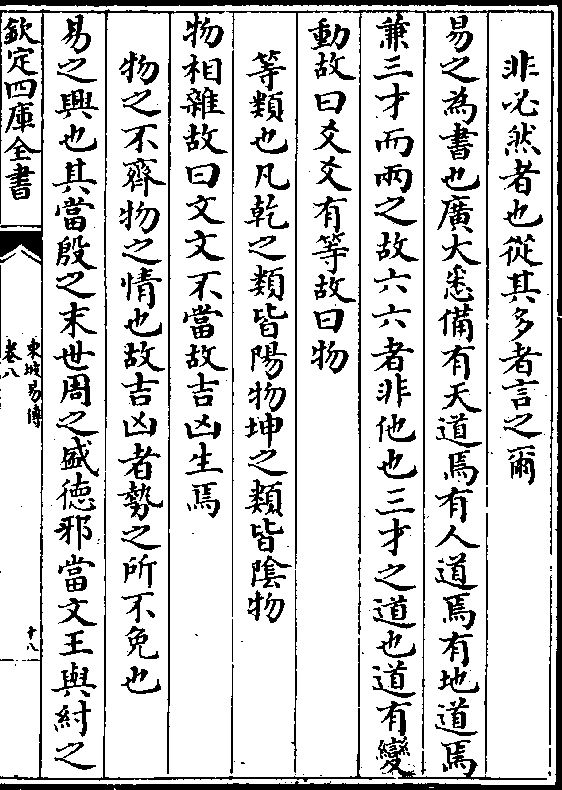 非必然者也從其多者言之爾
易之為書也廣大悉備有天道焉有人道焉有地道焉
兼三才而兩之故六六者非他也三才之道也道有變
動故曰爻爻有等故曰物
等類也凡乾之類皆陽物坤之類皆陰物
物相雜故曰文文不當故吉凶生焉
物之不齊物之情也故吉凶者勢之所不免也
易之興也其當殷之末世周之盛德邪當文王與紂之
欽定四庫全書
東坡易傳
卷八
十八